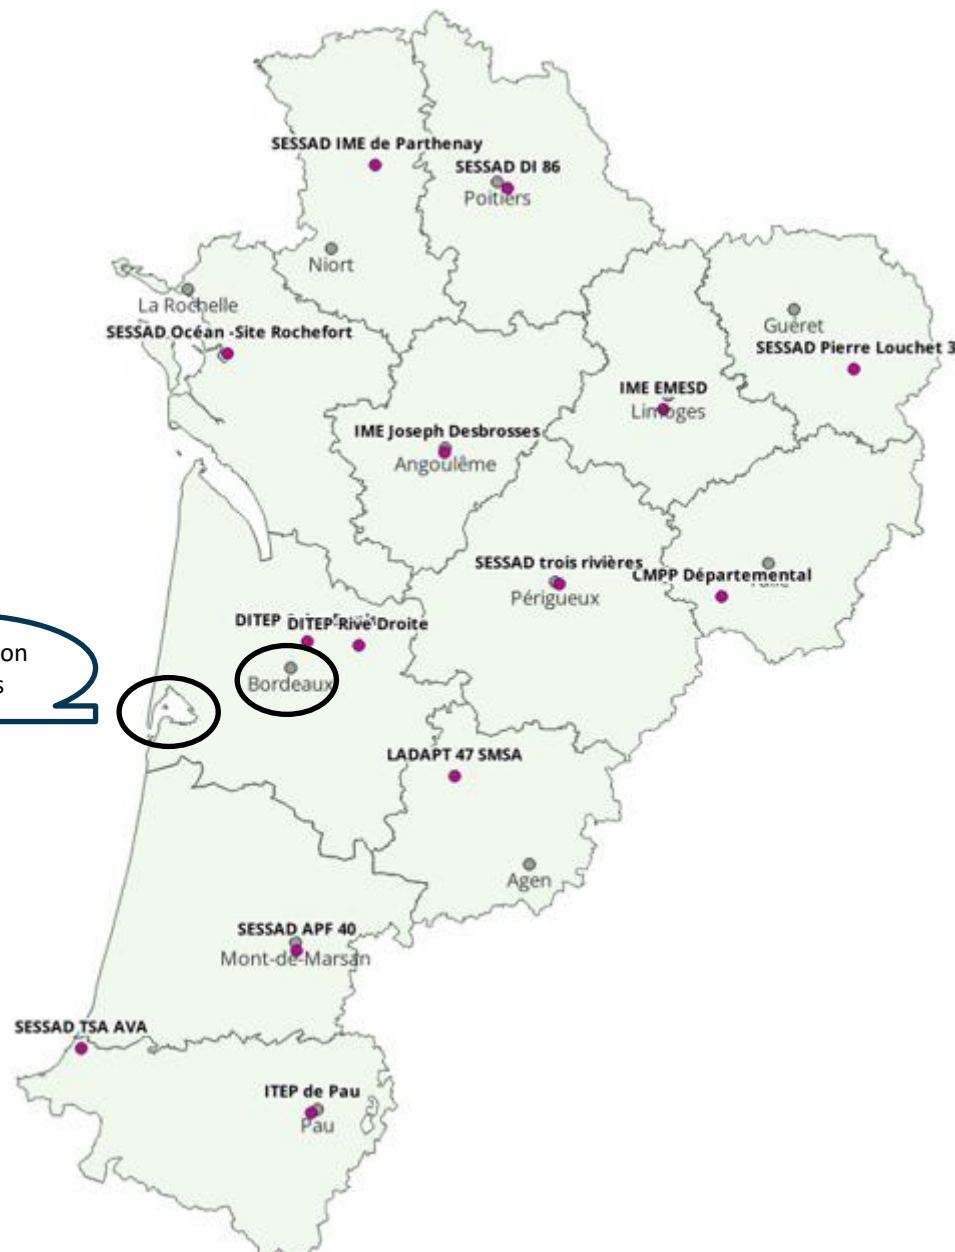 SESSAD IME de Parthenay
SESSAD DI 86
Poitiers
Niort
La Rochelle
Guéret
SESSAD Océan -Site Rochefort
SESSAD Pierre Louchet 3
IME EMESD
Limoges
IME Joseph Desbrosses
Angoulême
SESSAD trois rivières
CMPP Départemental
Périgueux
DITEP
DITEP Rive Droite
on
s
Bordeaux
LADAPT 47 SMSA
Agen
SESSAD APF 40
Mont-de-Marsan
SESSAD TSA AVA
ITEP de Pau
Pau